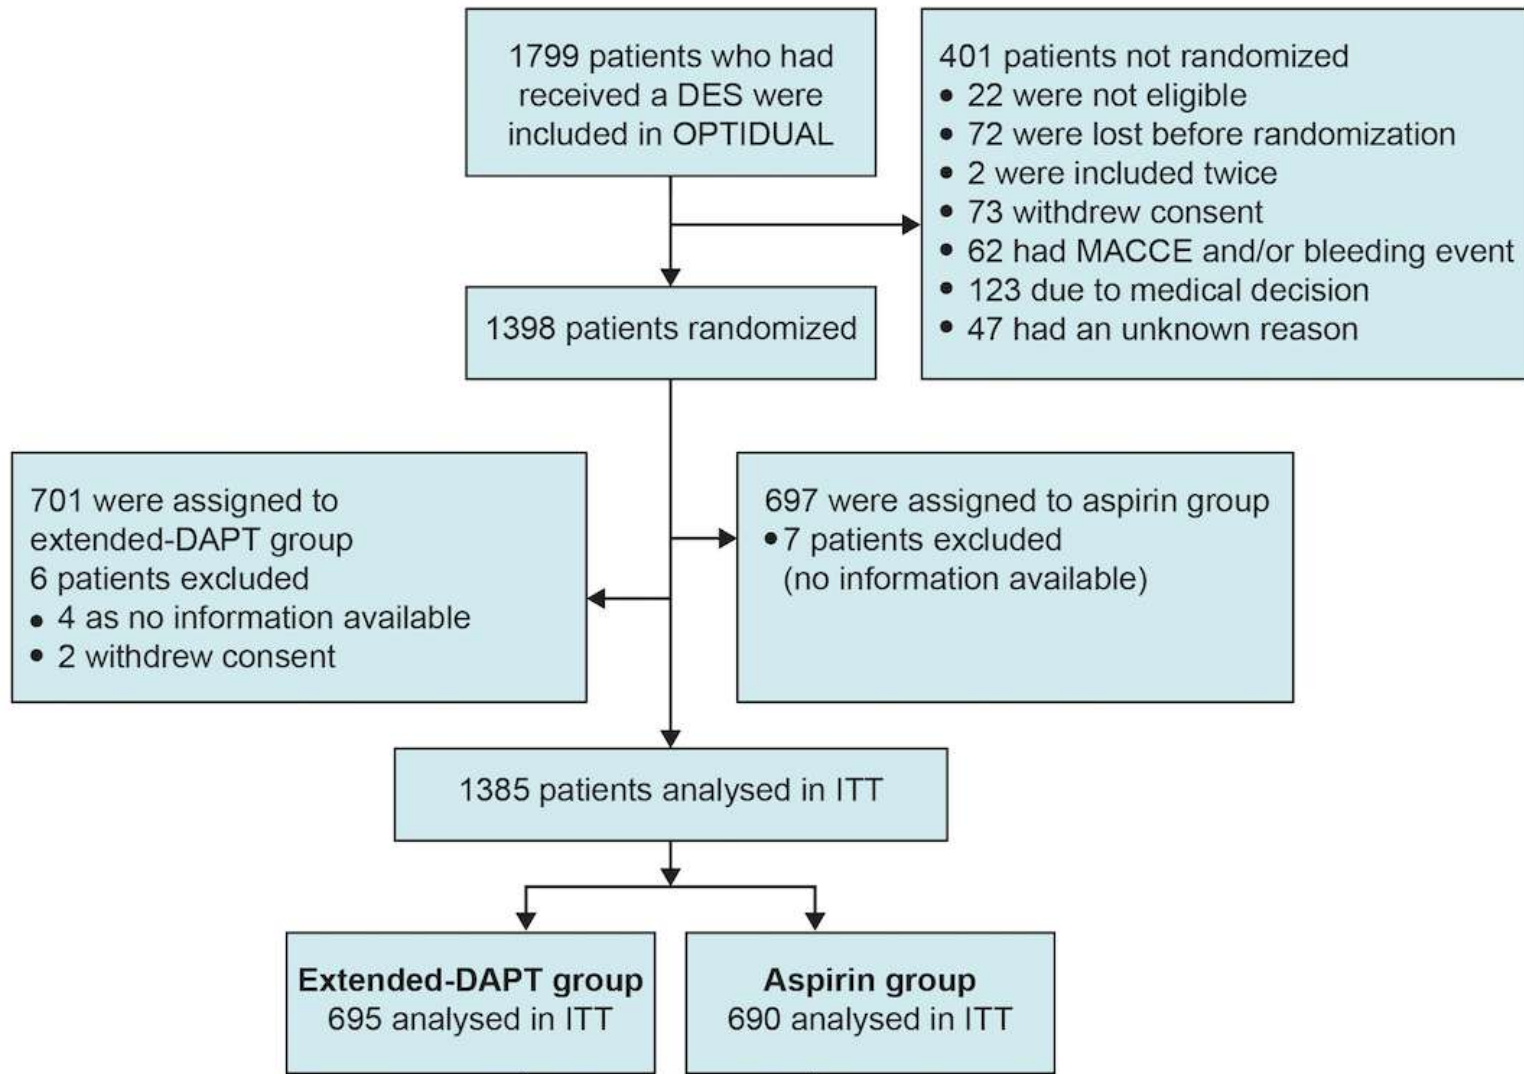 1799 patients who had
received a DES were
included in OPTIDUAL
401 patients not randomized
• 22 were not eligible
• 72 were lost before randomization
• 2 were included twice
• 73 withdrew consent
• 62 had MACCE and/or bleeding event
• 123 due to medical decision
• 47 had an unknown reason
1398 patients randomized
701 were assigned to
extended-DAPT group
6 patients excluded
• 4 as no information available
• 2 withdrew consent
697 were assigned to aspirin group
• 7 patients excluded
(no information available)
1385 patients analysed in ITT
Extended-DAPT group
695 analysed in ITT
Aspirin group
690 analysed in ITT